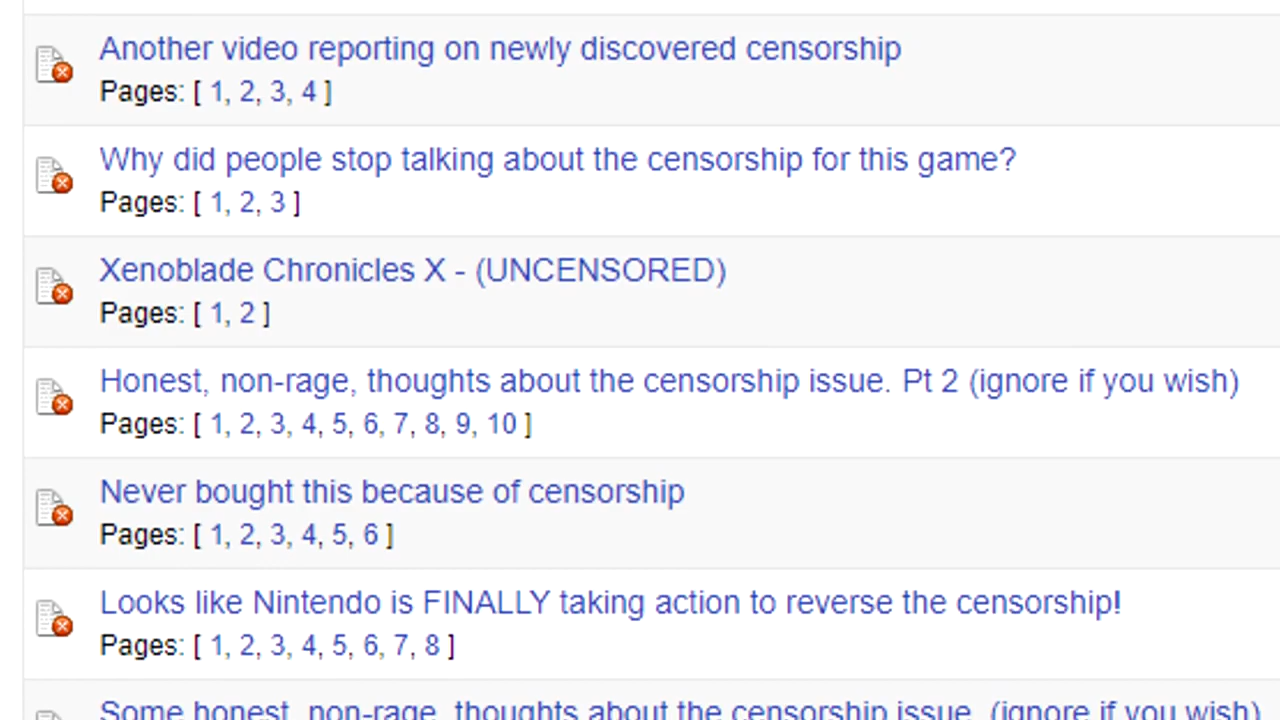 Another video reporting on newly discovered censorship
Pages: [ 1, 2, 3, 4 ]
Why did people stop talking about the censorship for this game?
Pages: [ 1, 2, 3 ]
Xenoblade Chronicles X - (UNCENSORED)
Pages: [ 1, 2 ]
Honest, non-rage, thoughts about the censorship issue. Pt 2 (ignore if you wish)
Pages: [ 1, 2, 3, 4, 5, 6, 7, 8, 9, 10 ]
Never bought this because of censorship
Pages: [ 1, 2, 3, 4, 5, 6 ]
Looks like Nintendo is FINALLY taking action to reverse the censorship!
Pages: [ 1, 2, 3, 4, 5, 6, 7, 8 ]
Some honest, non-rage, thoughts about the censorship issue. (ignore if you wish)